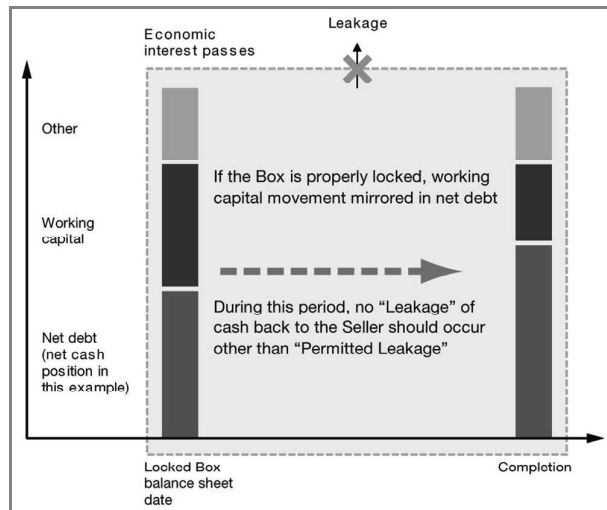 Leakage
Economic
interest passes
Other
If the Box is properly locked, working
capital movement mirrored in net debt
Working
capital
During this period, no “Leakage” of
cash back to the Seller should occur
other than “Permitted Leakage”
Net debt
(net cash
position in
this example)
Locked Box
balance sheet
date
Completion